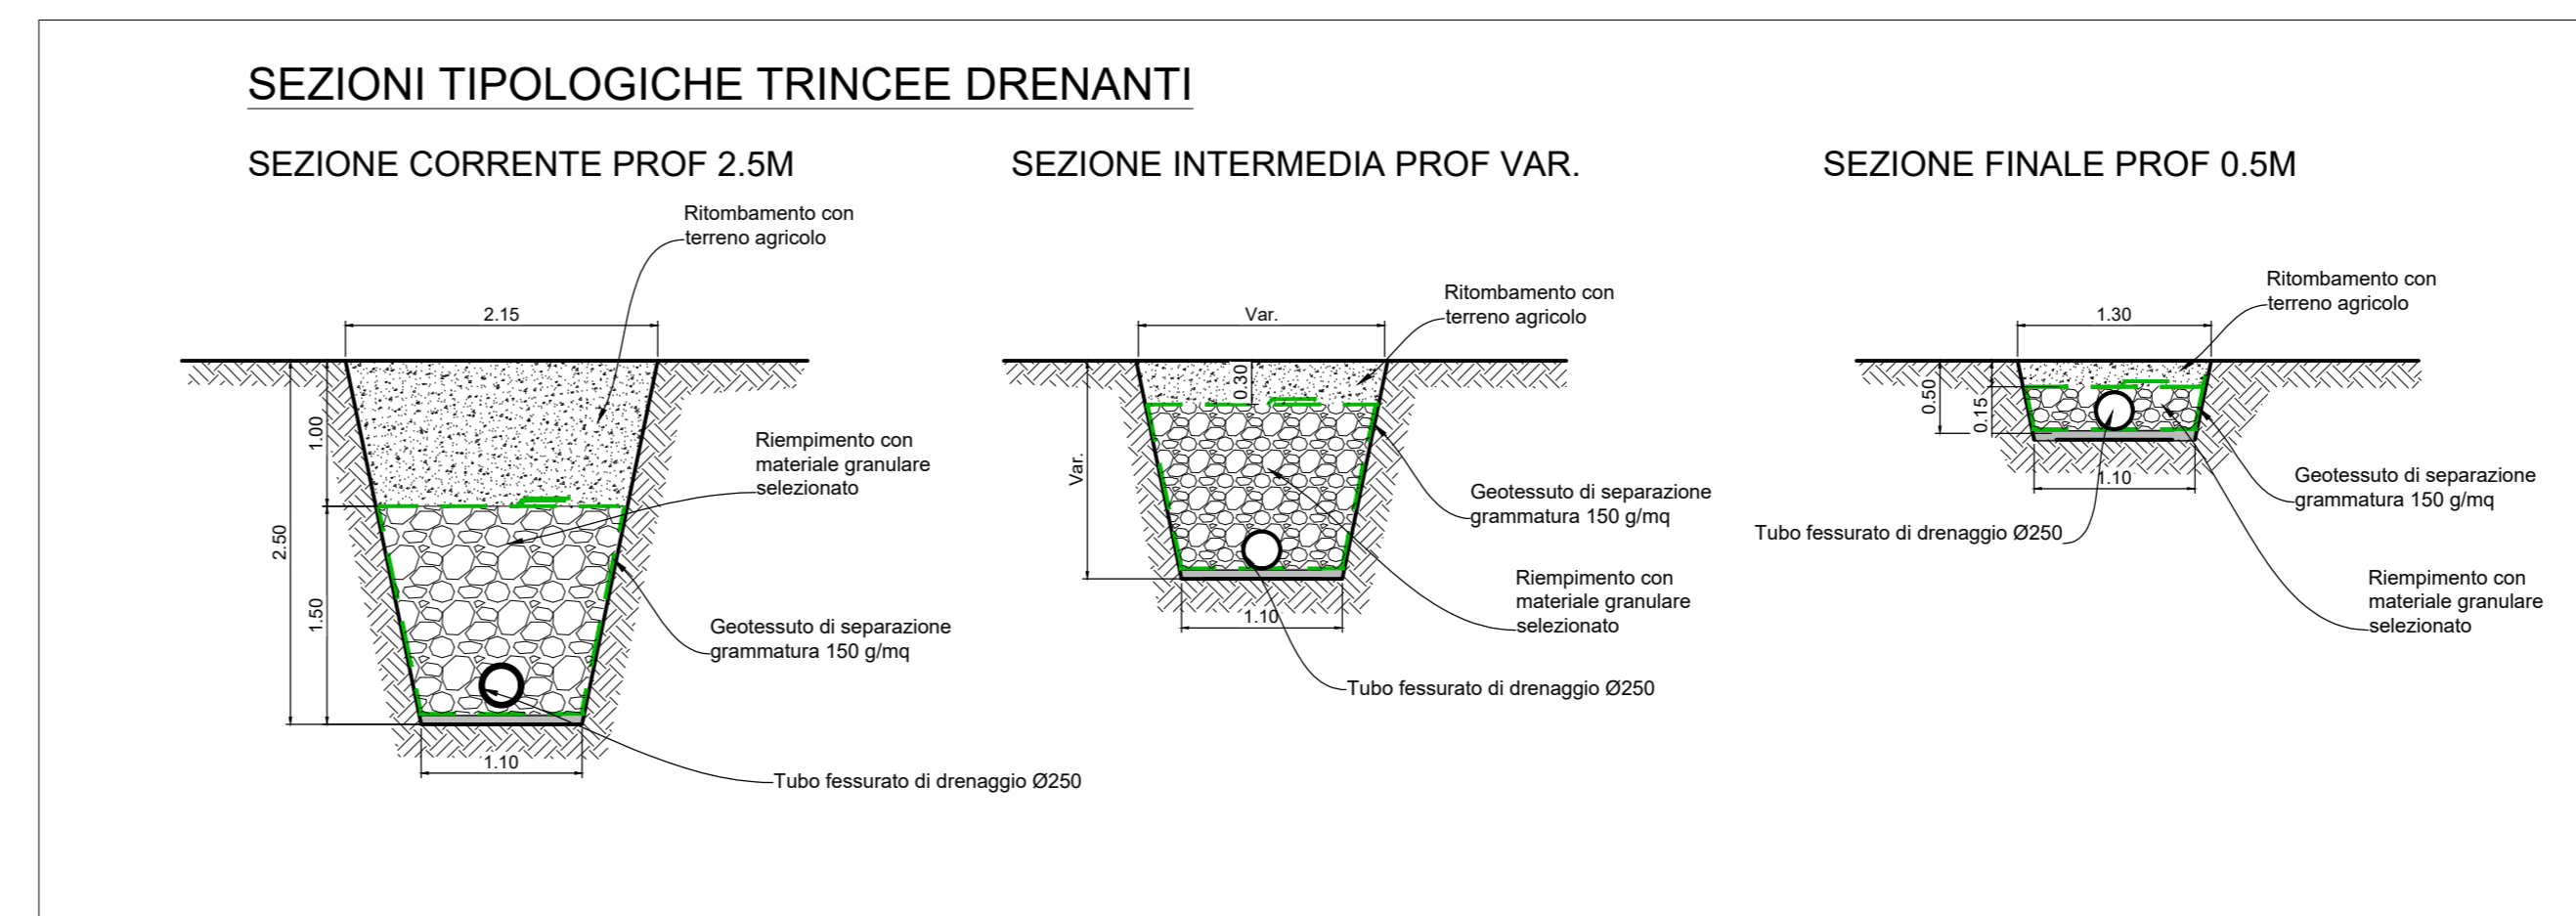 SEZIONI TIPOLOGICHE TRINCEE DRENANTI
SEZIONE CORRENTE PROF 2.5M
Ritombamento con
terreno agricolo
2.15
1.00
2.50
1.50
Riempimento con
materiale granulare
selezionato
Geotessuto di separazione
grammatura 150 g/mq
1.10
Tubo fessurato di drenaggio Ø250
SEZIONE INTERMEDIA PROF VAR.
Ritombamento con
terreno agricolo
Var.
0.30
Var.
Geotessuto di separazione
grammatura 150 g/mq
Riempimento con
materiale granulare
selezionato
1.10
Tubo fessurato di drenaggio Ø250
SEZIONE FINALE PROF 0.5M
Ritombamento con
terreno agricolo
1.30
0.50
0.15
1.10
Geotessuto di separazione
grammatura 150 g/mq
Tubo fessurato di drenaggio Ø250
Riempimento con
materiale granulare
selezionato